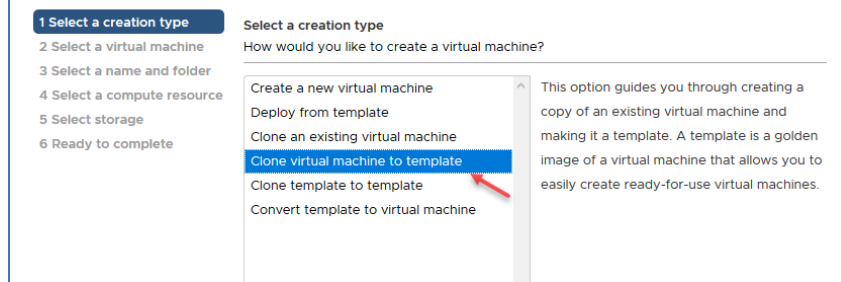 1 Select a creation type
2 Select a virtual machine
3 Select a name and folder
4 Select a compute resource
5 Select storage
6 Ready to complete
Select a creation type
How would you like to create a virtual machine?
Create a new virtual machine
Deploy from template
Clone an existing virtual machine
Clone virtual machine to template
Clone template to template
Convert template to virtual machine
This option guides you through creating a
copy of an existing virtual machine and
making it a template. A template is a golden
image of a virtual machine that allows you to
easily create ready-for-use virtual machines.